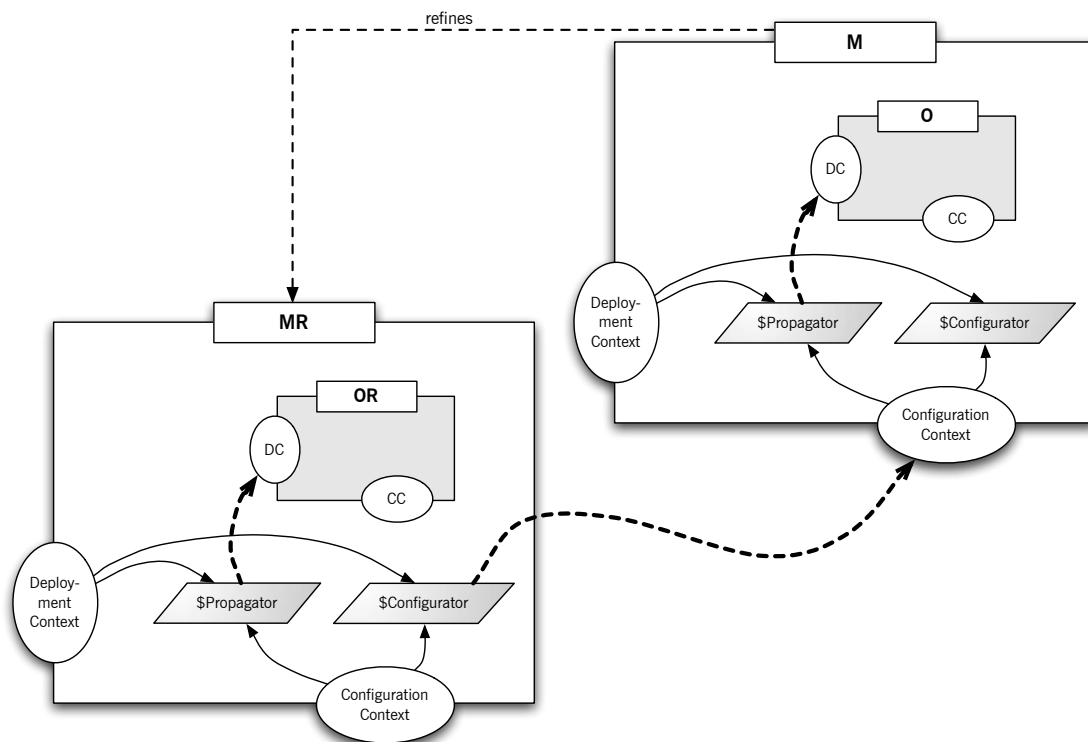 refines
M
O
DC
CC
Deploy-
ment
Context
$Propagator
$Configurator
Configuration
Context
MR
OR
DC
CC
Deploy-
ment
Context
$Propagator
$Configurator
Configuration
Context